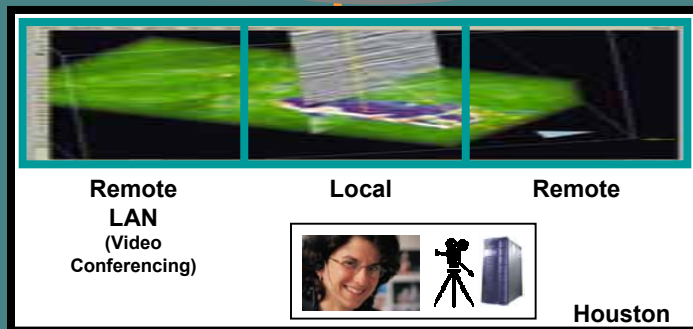 Remote
LAN
(Video
Conferencing)
Local
Remote
Houston